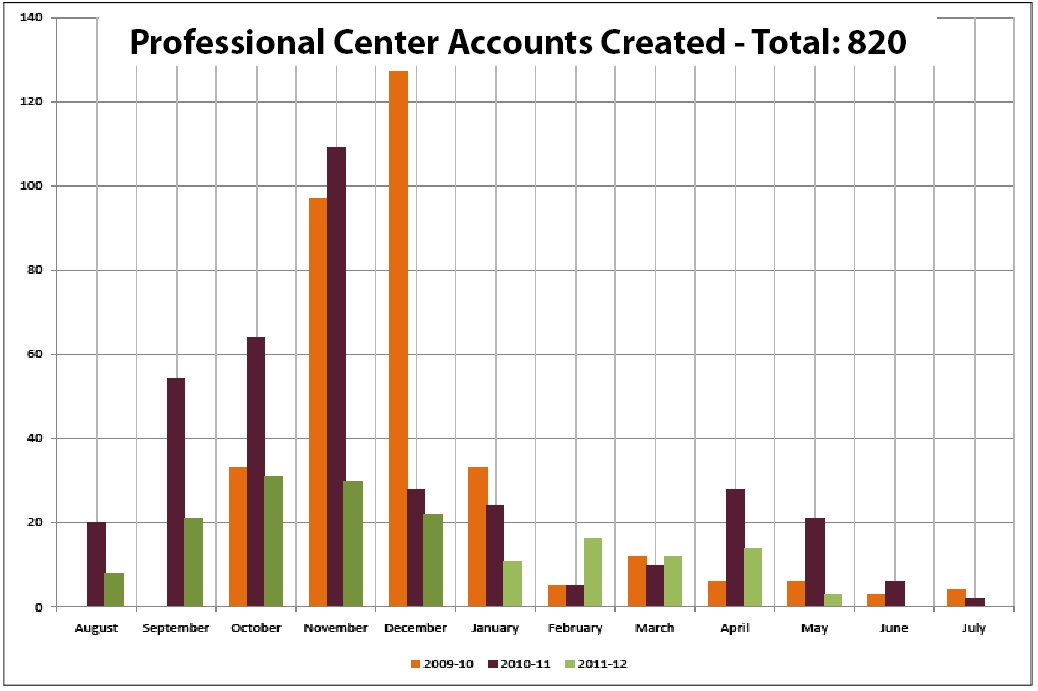 Professional Center Accounts Created - Total: 820
140
120
100
80
60
40
20
0
August September October November December January February March April May June July
2009-10 2010-11 2011-12